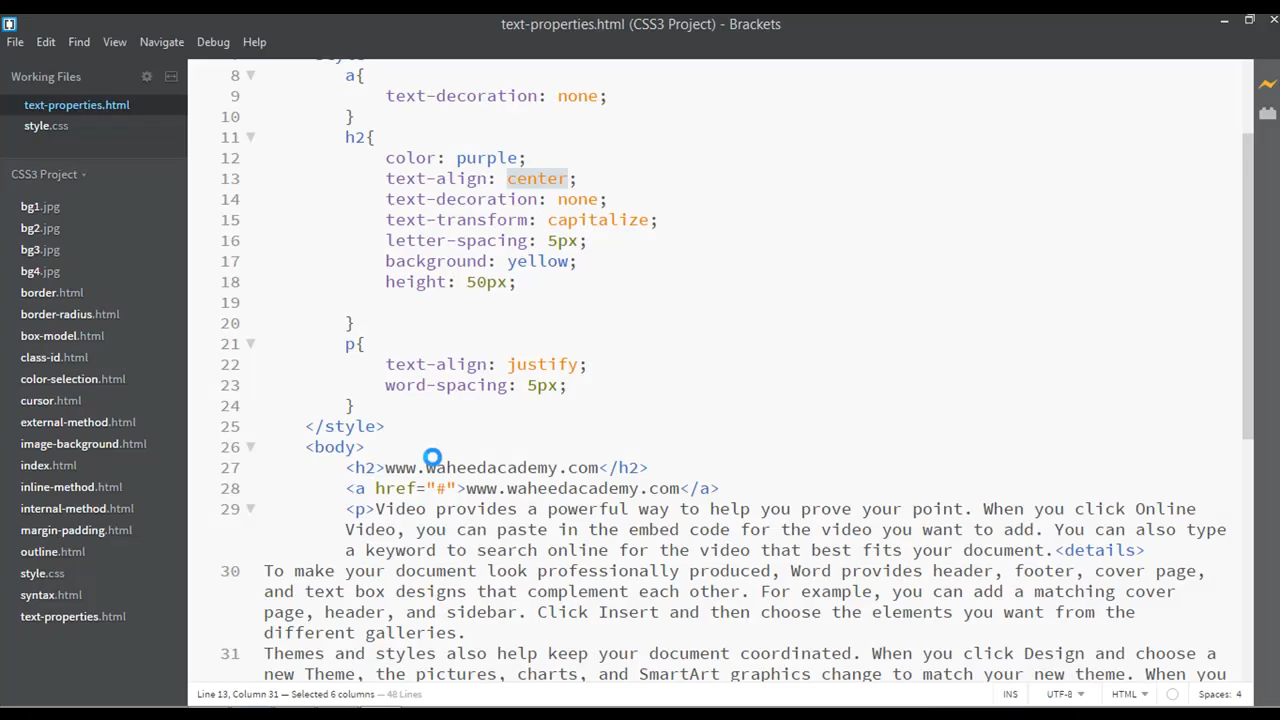 text-properties.html (CSS3 Project) - Brackets
File Edit Find View Navigate Debug Help
Working Files
text-properties.html
style.css
CSS3 Project
bg1.jpg
bg2.jpg
bg3.jpg
bg4.jpg
border.html
border-radius.html
box-model.html
class-id.html
color-selection.html
cursor.html
external-method.html
image-background.html
index.html
inline-method.html
internal-method.html
margin-padding.html
outline.html
style.css
syntax.html
text-properties.html
8 a{
9 text-decoration: none;
10 }
11 h2{
12 color: purple;
13 text-align: center;
14 text-decoration: none;
15 text-transform: capitalize;
16 letter-spacing: 5px;
17 background: yellow;
18 height: 50px;
19
20 }
21 p{
22 text-align: justify;
23 word-spacing: 5px;
24 }
25 </style>
26 <body>
27 <h2>www.waheedacademy.com</h2>
28 <a href="#">www.waheedacademy.com</a>
29 <p>Video provides a powerful way to help you prove your point. When you click Online
Video, you can paste in the embed code for the video you want to add. You can also type
a keyword to search online for the video that best fits your document.<details>
30 To make your document look professionally produced, Word provides header, footer, cover page,
and text box designs that complement each other. For example, you can add a matching cover
page, header, and sidebar. Click Insert and then choose the elements you want from the
different galleries.
31 Themes and styles also help keep your document coordinated. When you click Design and choose a
new Theme, the pictures, charts, and SmartArt graphics change to match your new theme. When you
Line 13, Column 31 — Selected 6 columns — 48 Lines
INS UTF-8 HTML Spaces: 4